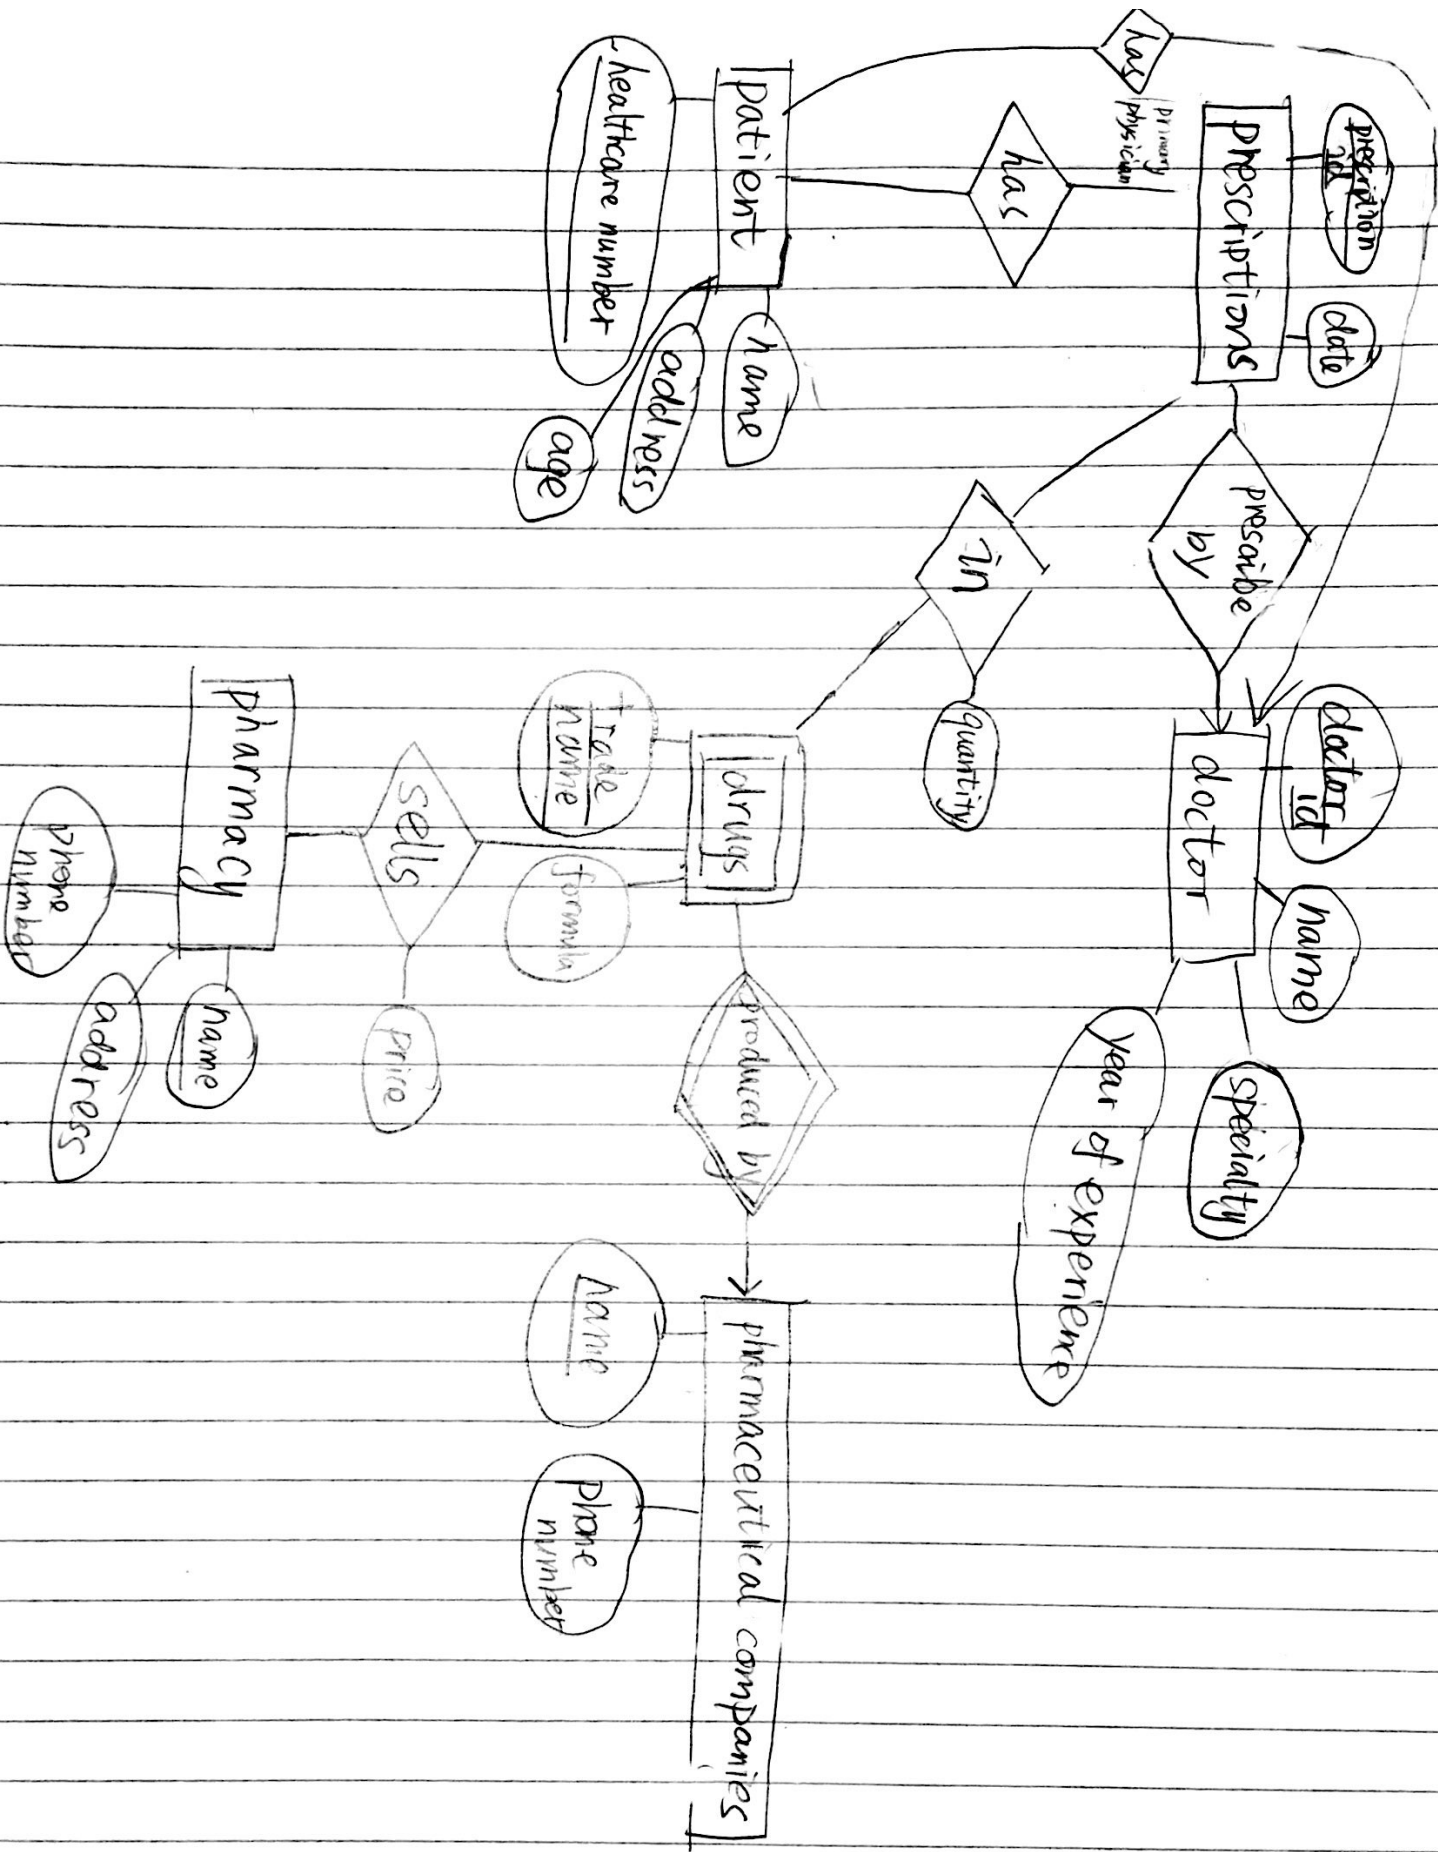 prescription
id
date
doctor
id
name
has
primary
physician
prescriptions
prescribe
by
doctor
speciality
year of experience
has
in
quantity
patient
name
address
age
healthcare number
drugs
produced by
pharmaceutical companies
trade
name
formula
name
phone
number
sells
price
pharmacy
name
address
phone
number